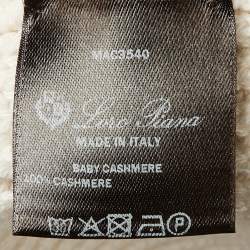 MAC3540
Loro Piana
MADE IN ITALY
BABY CASHMERE
100% CASHMERE
P